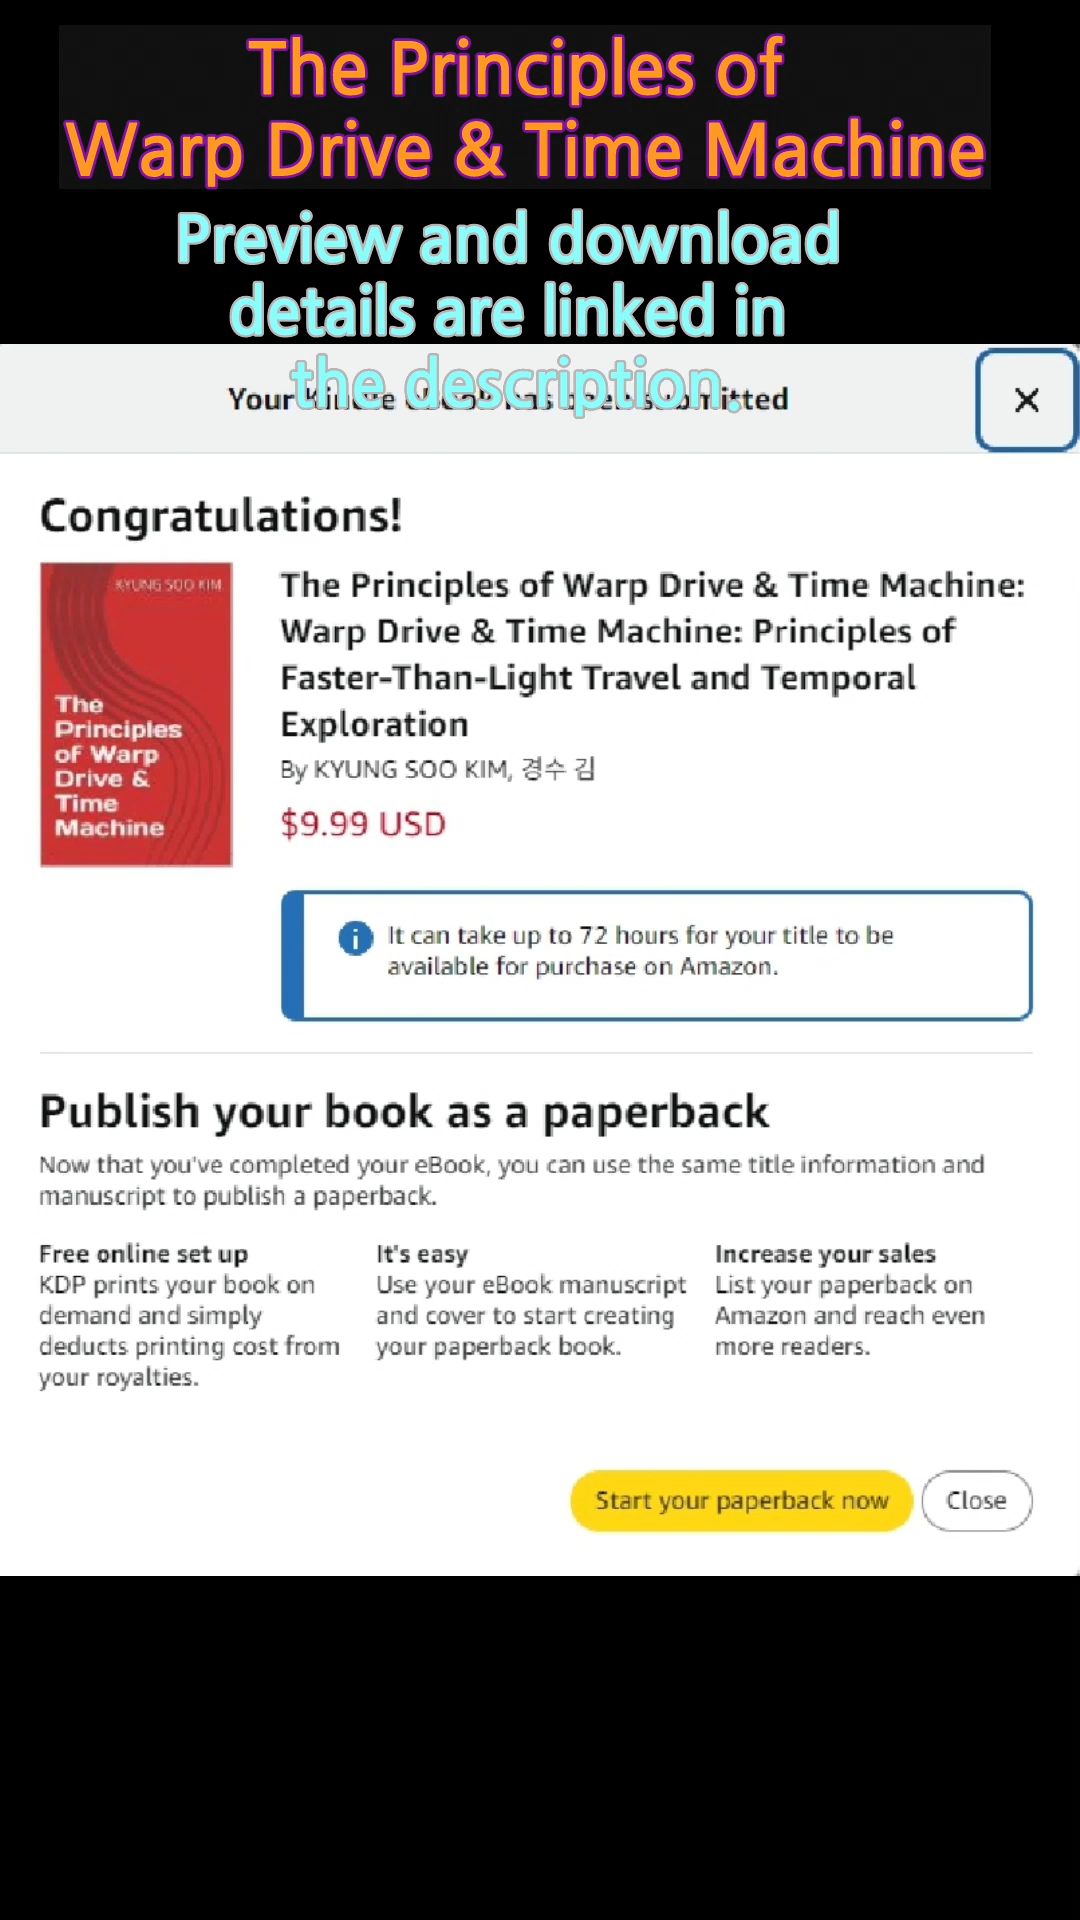 The Principles of
Warp Drive & Time Machine
Preview and download
details are linked in
the description.
Your Kindle eBook has been submitted
Congratulations!
KYUNG SOO KIM
The
Principles
of Warp
Drive &
Time
Machine
The Principles of Warp Drive & Time Machine:
Warp Drive & Time Machine: Principles of
Faster-Than-Light Travel and Temporal
Exploration
By KYUNG SOO KIM, 경수 김
$9.99 USD
It can take up to 72 hours for your title to be
available for purchase on Amazon.
Publish your book as a paperback
Now that you've completed your eBook, you can use the same title information and
manuscript to publish a paperback.
Free online set up
KDP prints your book on
demand and simply
deducts printing cost from
your royalties.
It's easy
Use your eBook manuscript
and cover to start creating
your paperback book.
Increase your sales
List your paperback on
Amazon and reach even
more readers.
Start your paperback now
Close